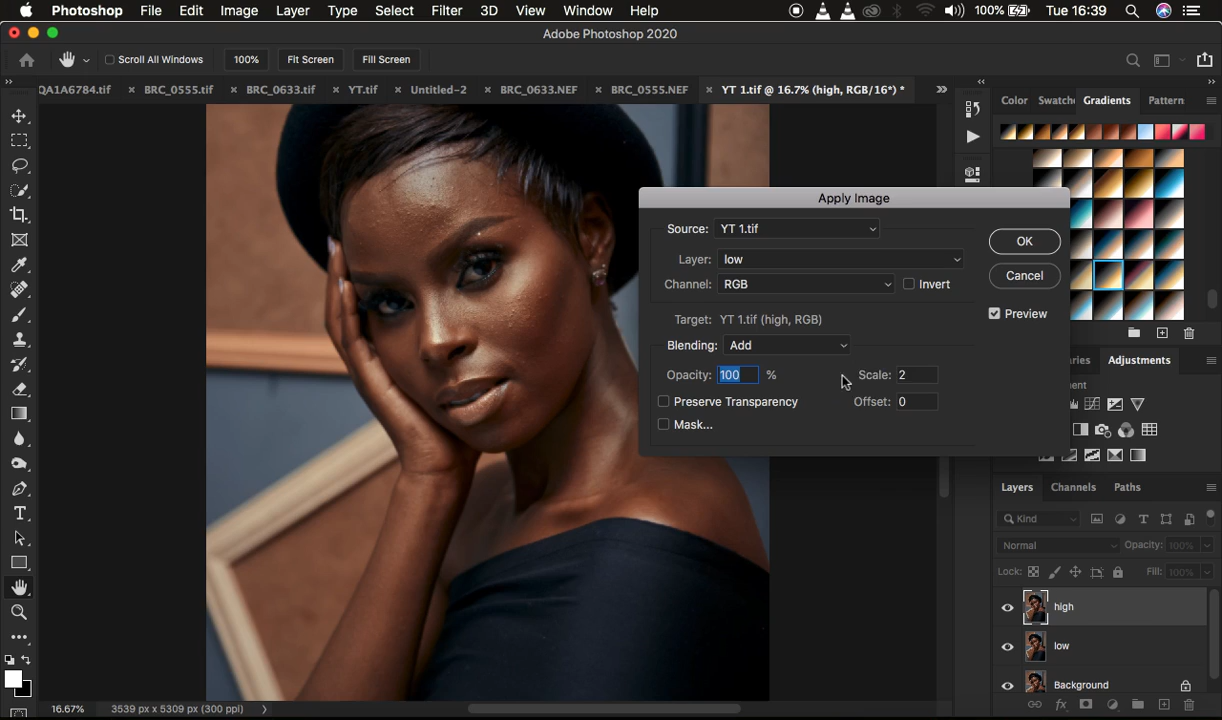 Photoshop File Edit Image Layer Type Select Filter 3D View Window Help 100% Tue 16:39
Adobe Photoshop 2020
Scroll All Windows 100% Fit Screen Fill Screen
QA1A6784.tif × BRC_0555.tif × BRC_0633.tif × YT.tif × Untitled-2 × BRC_0633.NEF × BRC_0555.NEF × YT 1.tif @ 16.7% (high, RGB/16*) *
Color Swatch Gradients Pattern
Apply Image
Source: YT 1.tif
OK
Layer: low
Cancel
Channel: RGB Invert
Preview
Target: YT 1.tif (high, RGB)
Blending: Add
Opacity: 100 % Scale: 2
Preserve Transparency Offset: 0
Mask...
Adjustments
Layers Channels Paths
Kind
Normal Opacity: 100%
Lock: Fill: 100%
high
low
Background
16.67% 3539 px x 5309 px (300 ppi)